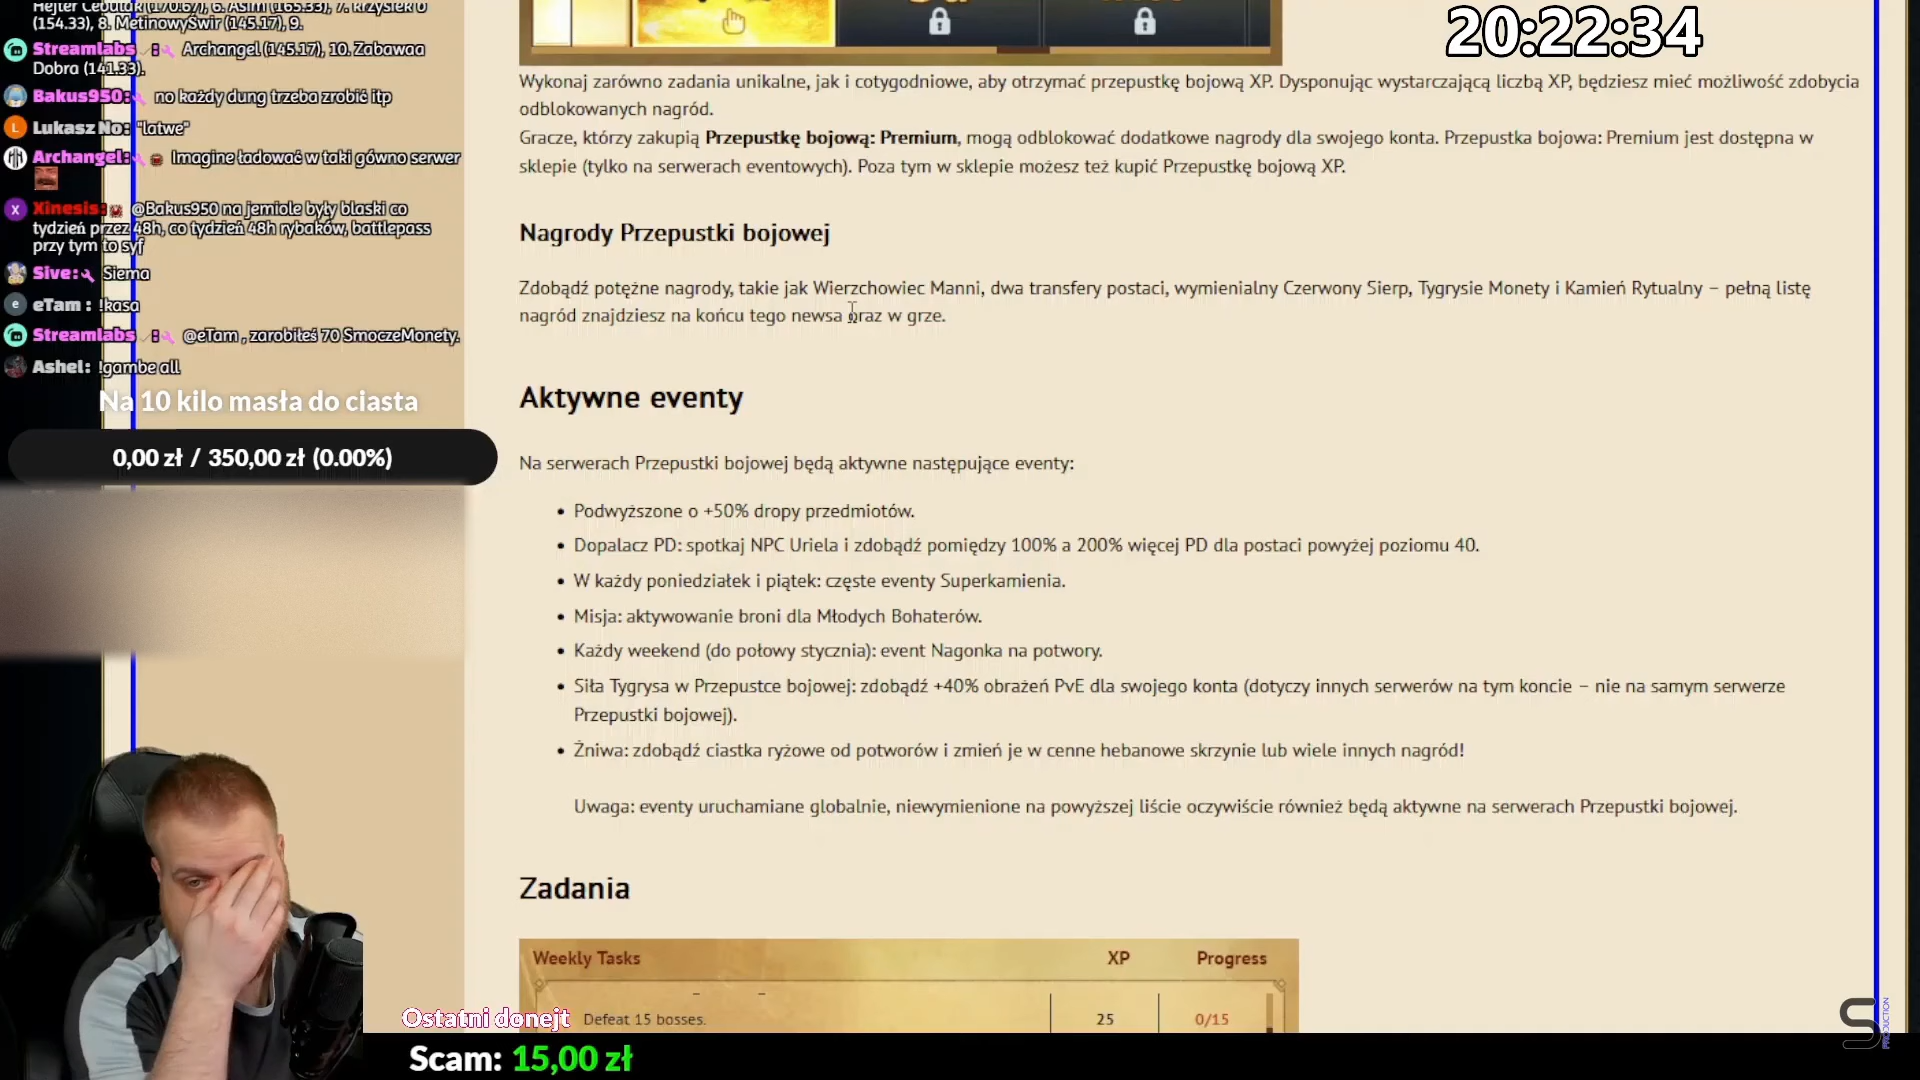 Hejter Cebulak (170.67), 6. Asim (165.33), 7. krzysiek o
(154.33), 8. MetinowyŚwir (145.17), 9.
Streamlabs Archangel (145.17), 10. Zabawaa
Dobra (141.33).
Bakus950: no każdy dung trzeba zrobić itp
Lukasz No: "latwe"
Archangel: Imagine ładować w taki gówno serwer
Xinesis: @Bakus950 na jemiole były blaski co
tydzień przez 48h, co tydzień 48h rybaków, battlepass
przy tym to syf
Sive: Siema
eTam : !kasa
Streamlabs @eTam , zarobiłeś 70 SmoczeMonety.
Ashel: !gambe all
Na 10 kilo masła do ciasta
0,00 zł / 350,00 zł (0.00%)
20:22:34
Wykonaj zarówno zadania unikalne, jak i cotygodniowe, aby otrzymać przepustkę bojową XP. Dysponując wystarczającą liczbą XP, będziesz mieć możliwość zdobycia
odblokowanych nagród.
Gracze, którzy zakupią Przepustkę bojową: Premium, mogą odblokować dodatkowe nagrody dla swojego konta. Przepustka bojowa: Premium jest dostępna w
sklepie (tylko na serwerach eventowych). Poza tym w sklepie możesz też kupić Przepustkę bojową XP.
Nagrody Przepustki bojowej
Zdobądź potężne nagrody, takie jak Wierzchowiec Manni, dwa transfery postaci, wymienialny Czerwony Sierp, Tygrysie Monety i Kamień Rytualny – pełną listę
nagród znajdziesz na końcu tego newsa oraz w grze.
Aktywne eventy
Na serwerach Przepustki bojowej będą aktywne następujące eventy:
• Podwyższone o +50% dropy przedmiotów.
• Dopalacz PD: spotkaj NPC Uriela i zdobądź pomiędzy 100% a 200% więcej PD dla postaci powyżej poziomu 40.
• W każdy poniedziałek i piątek: częste eventy Superkamienia.
• Misja: aktywowanie broni dla Młodych Bohaterów.
• Każdy weekend (do połowy stycznia): event Nagonka na potwory.
• Siła Tygrysa w Przepustce bojowej: zdobądź +40% obrażeń PvE dla swojego konta (dotyczy innych serwerów na tym koncie – nie na samym serwerze
Przepustki bojowej).
• Żniwa: zdobądź ciastka ryżowe od potworów i zmień je w cenne hebanowe skrzynie lub wiele innych nagród!
Uwaga: eventy uruchamiane globalnie, niewymienione na powyższej liście oczywiście również będą aktywne na serwerach Przepustki bojowej.
Zadania
Weekly Tasks XP Progress
Defeat 15 bosses. 25 0/15
Ostatni donejt
Scam: 15,00 zł
S PRODUCTION